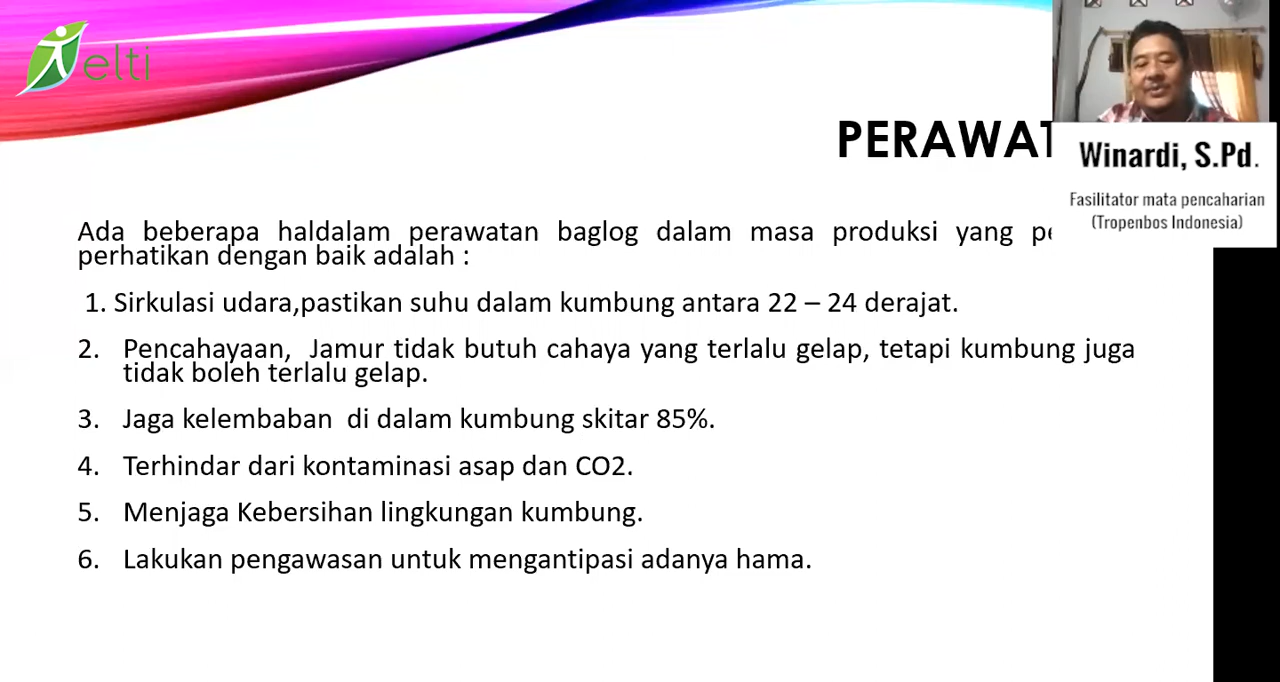 elti
PERAWAT
Winardi, S.Pd.
Fasilitator mata pencaharian
(Tropenbos Indonesia)
Ada beberapa haldalam perawatan baglog dalam masa produksi yang
perhatikan dengan baik adalah :
1. Sirkulasi udara,pastikan suhu dalam kumbung antara 22 – 24 derajat.
2. Pencahayaan, Jamur tidak butuh cahaya yang terlalu gelap, tetapi kumbung juga
tidak boleh terlalu gelap.
3. Jaga kelembaban di dalam kumbung skitar 85%.
4. Terhindar dari kontaminasi asap dan CO2.
5. Menjaga Kebersihan lingkungan kumbung.
6. Lakukan pengawasan untuk mengantipasi adanya hama.